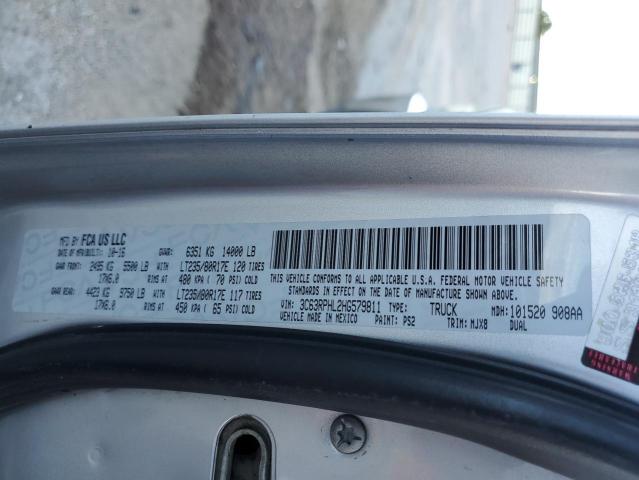 MFD BY FCA US LLC
DATE OF MFR/BUILT: 10-16 GVWR: 6351 KG 14000 LB
GAWR FRONT: 2495 KG 5500 LB WITH LT235/80R17E 120 TIRES
17X6.0 RIMS AT 480 KPA ( 70 PSI) COLD
GAWR REAR: 4423 KG 9750 LB WITH LT235/80R17E 117 TIRES
17X6.0 RIMS AT 450 KPA ( 65 PSI) COLD
THIS VEHICLE CONFORMS TO ALL APPLICABLE U.S.A. FEDERAL MOTOR VEHICLE SAFETY
STANDARDS IN EFFECT ON THE DATE OF MANUFACTURE SHOWN ABOVE.
VIN: 3C63RPHL2HG579811 TYPE: TRUCK MDH: 101520 908AA
VEHICLE MADE IN MEXICO PAINT: PS2 TRIM: MJX8 DUAL